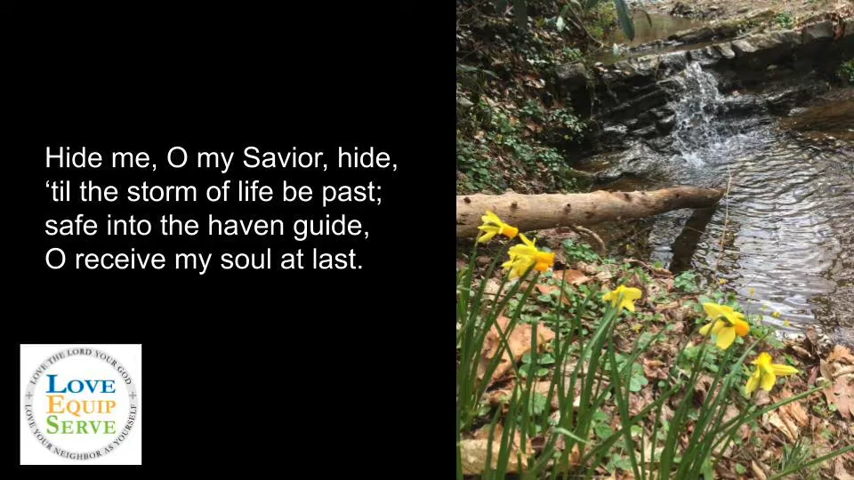 Hide me, O my Savior, hide,
‘til the storm of life be past;
safe into the haven guide,
O receive my soul at last.
LOVE THE LORD YOUR GOD
LOVE
EQUIP
SERVE
LOVE YOUR NEIGHBOR AS YOURSELF